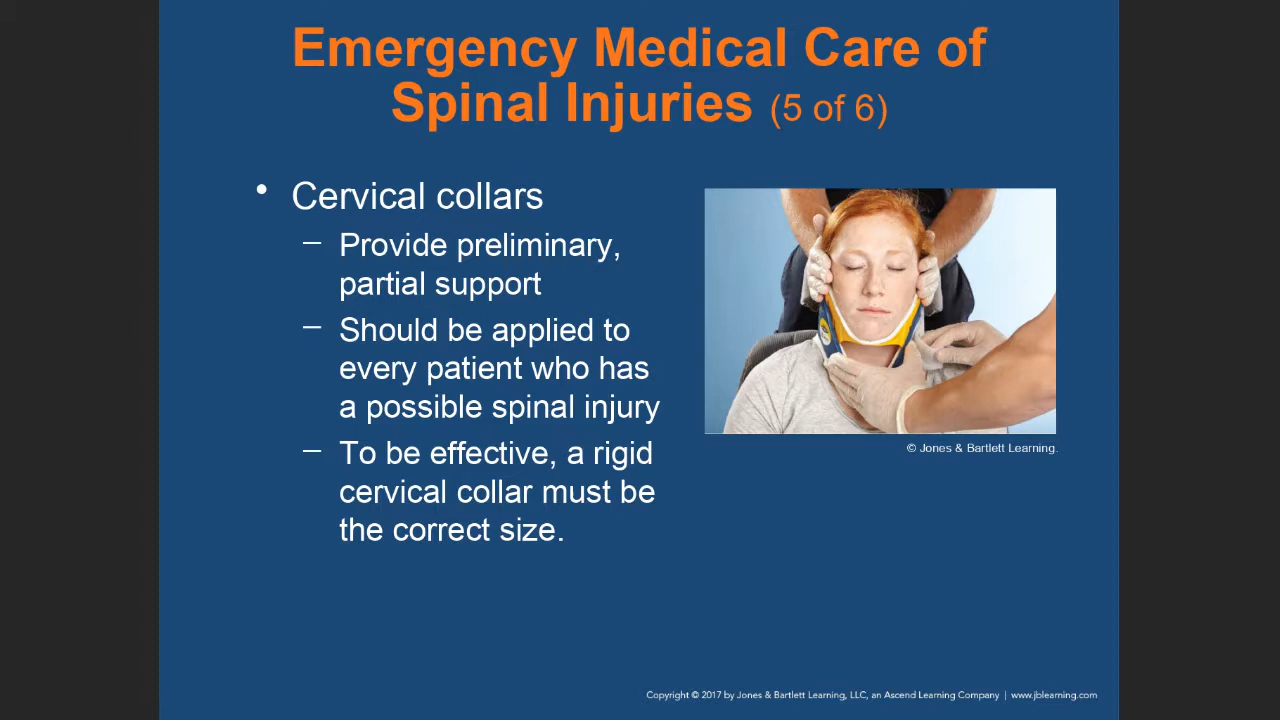 Emergency Medical Care of
Spinal Injuries (5 of 6)
• Cervical collars
– Provide preliminary,
partial support
– Should be applied to
every patient who has
a possible spinal injury
– To be effective, a rigid
cervical collar must be
the correct size.
© Jones & Bartlett Learning.
Copyright © 2017 by Jones & Bartlett Learning, LLC, an Ascend Learning Company | www.jblearning.com